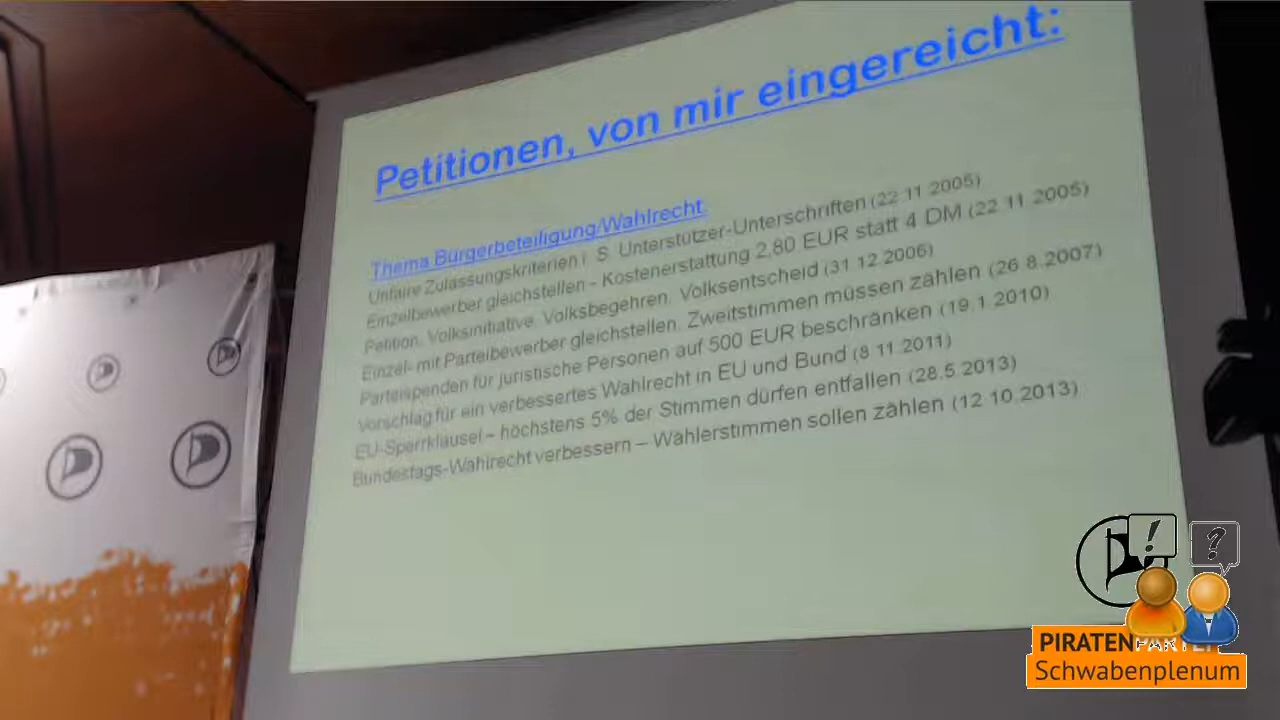 Petitionen, von mir eingereicht:
Thema Bürgerbeteiligung/Wahlrecht:
Unfaire Zulassungskriterien i. S. Unterstützer-Unterschriften (22.11.2005)
Einzelbewerber gleichstellen - Kostenerstattung 2,80 EUR statt 4 DM (22.11.2005)
Petition, Volksinitiative, Volksbegehren, Volksentscheid (31.12.2006)
Einzel- mit Parteibewerber gleichstellen, Zweitstimmen müssen zählen (26.8.2007)
Parteispenden für juristische Personen auf 500 EUR beschränken (19.1.2010)
Vorschlag für ein verbessertes Wahlrecht in EU und Bund (8.11.2011)
EU-Sperrklausel – höchstens 5% der Stimmen dürfen entfallen (28.5.2013)
Bundestags-Wahlrecht verbessern – Wählerstimmen sollen zählen (12.10.2013)
! ?
PIRATENPARTEI
Schwabenplenum